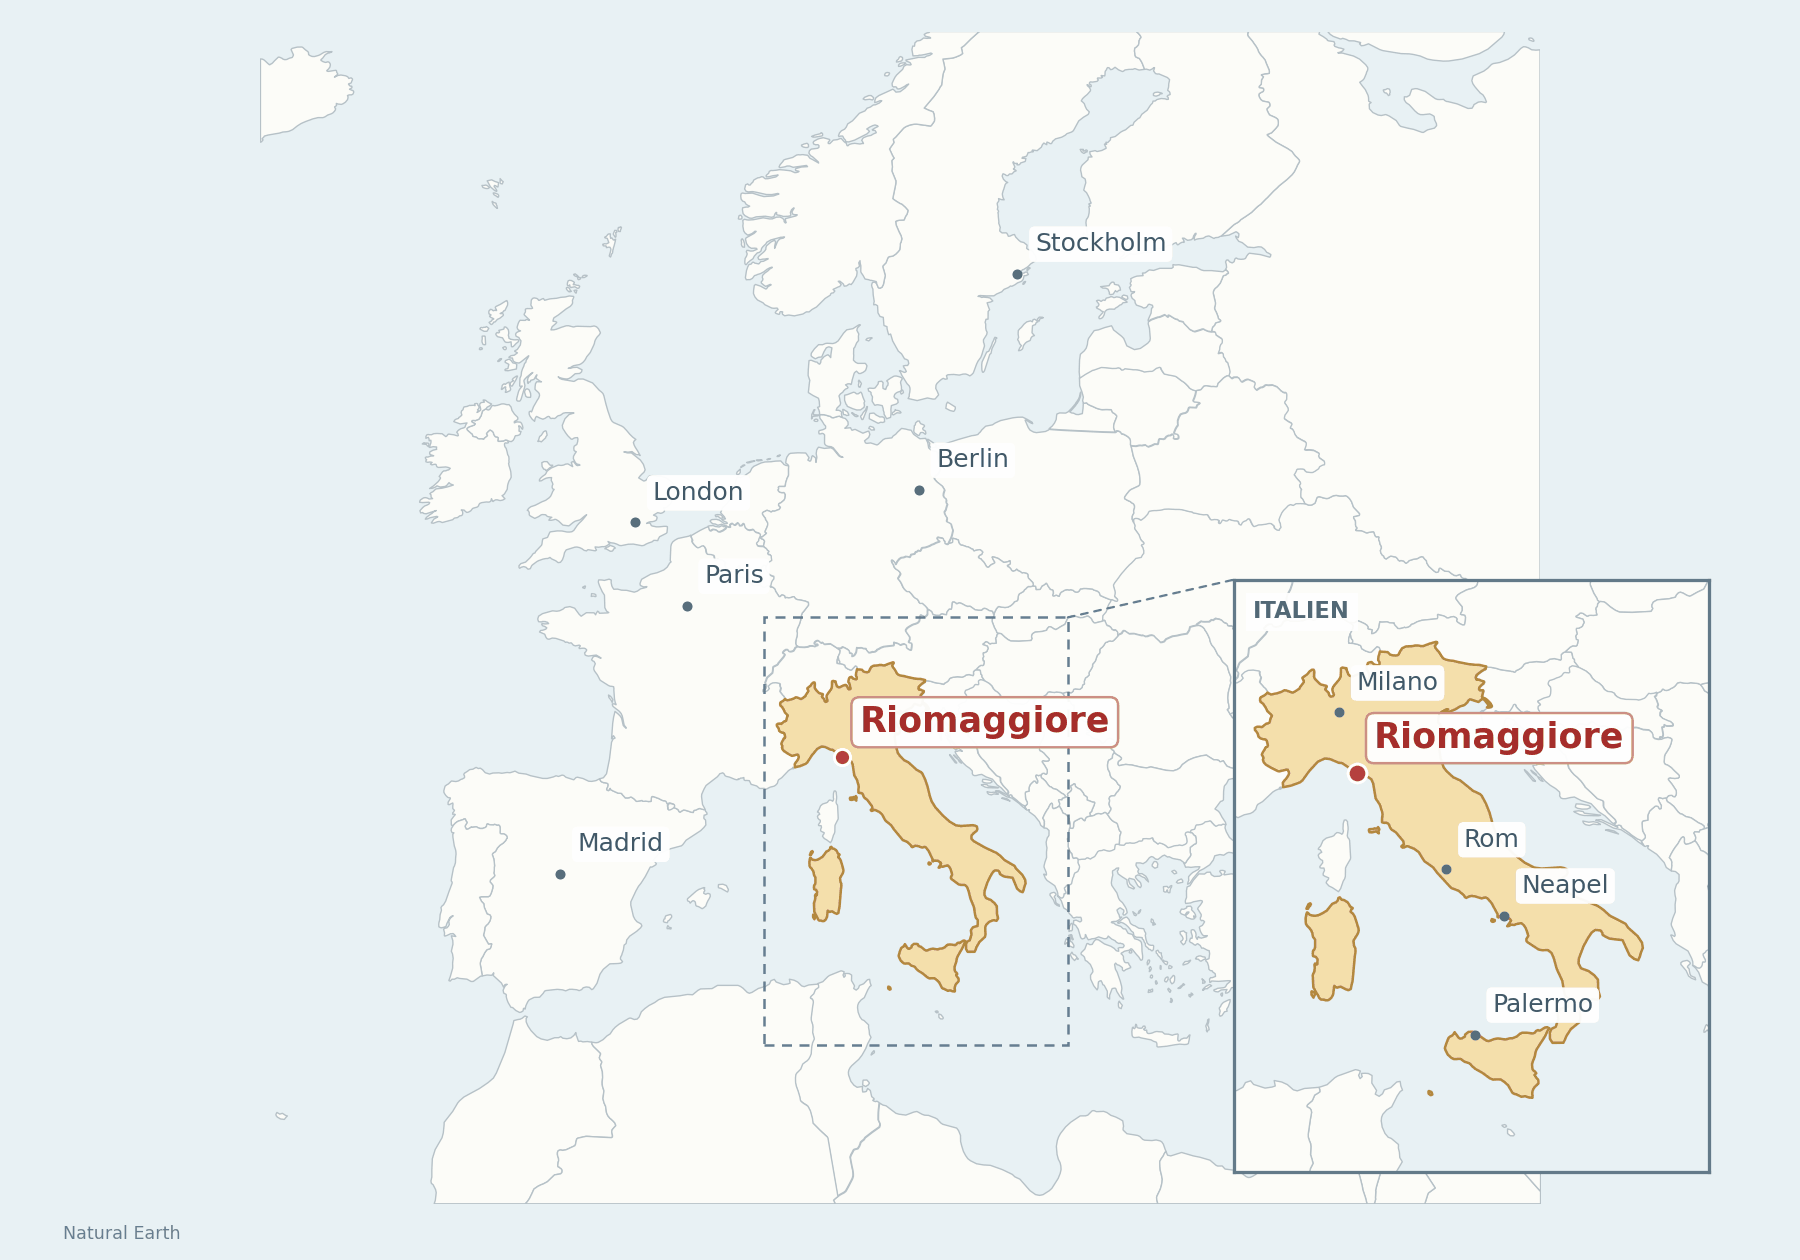 Stockholm
Berlin
London
Paris
Riomaggiore
Madrid
ITALIEN
Milano
Riomaggiore
Rom
Neapel
Palermo
Natural Earth